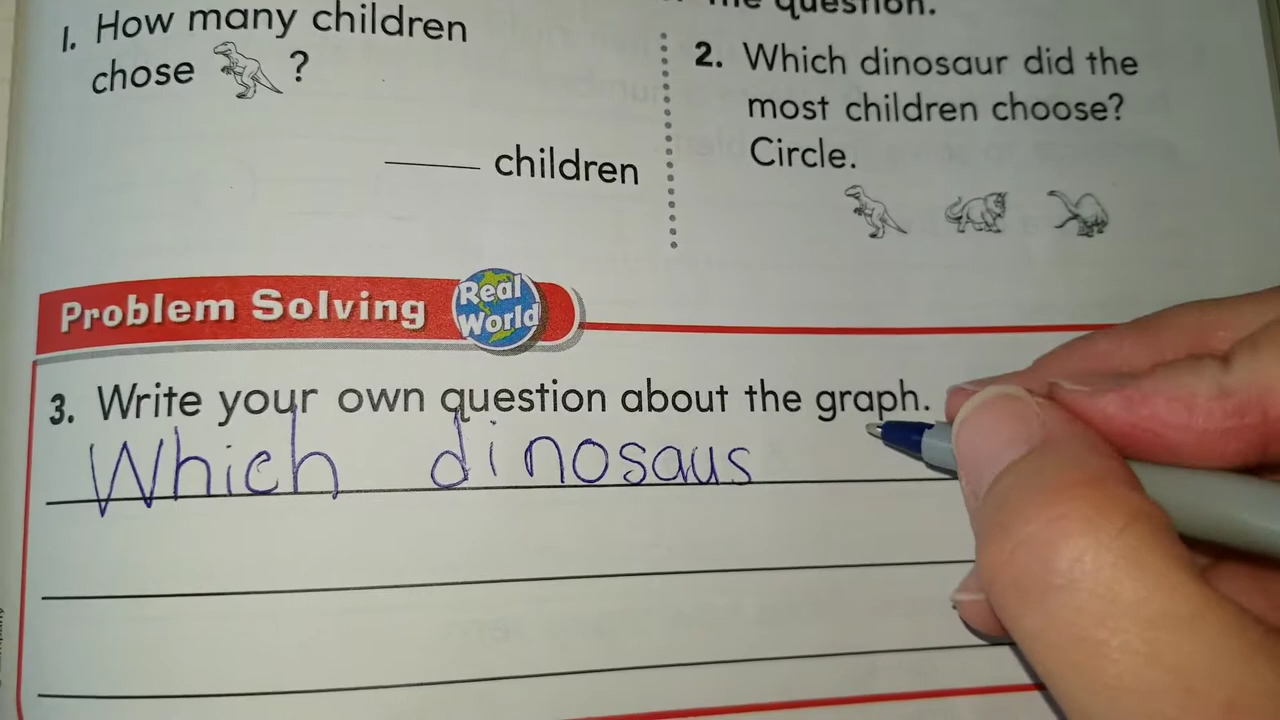 the question.
1. How many children
chose ?
children
2. Which dinosaur did the
most children choose?
Circle.
Problem Solving
Real
World
3. Write your own question about the graph.
Which dinosaus